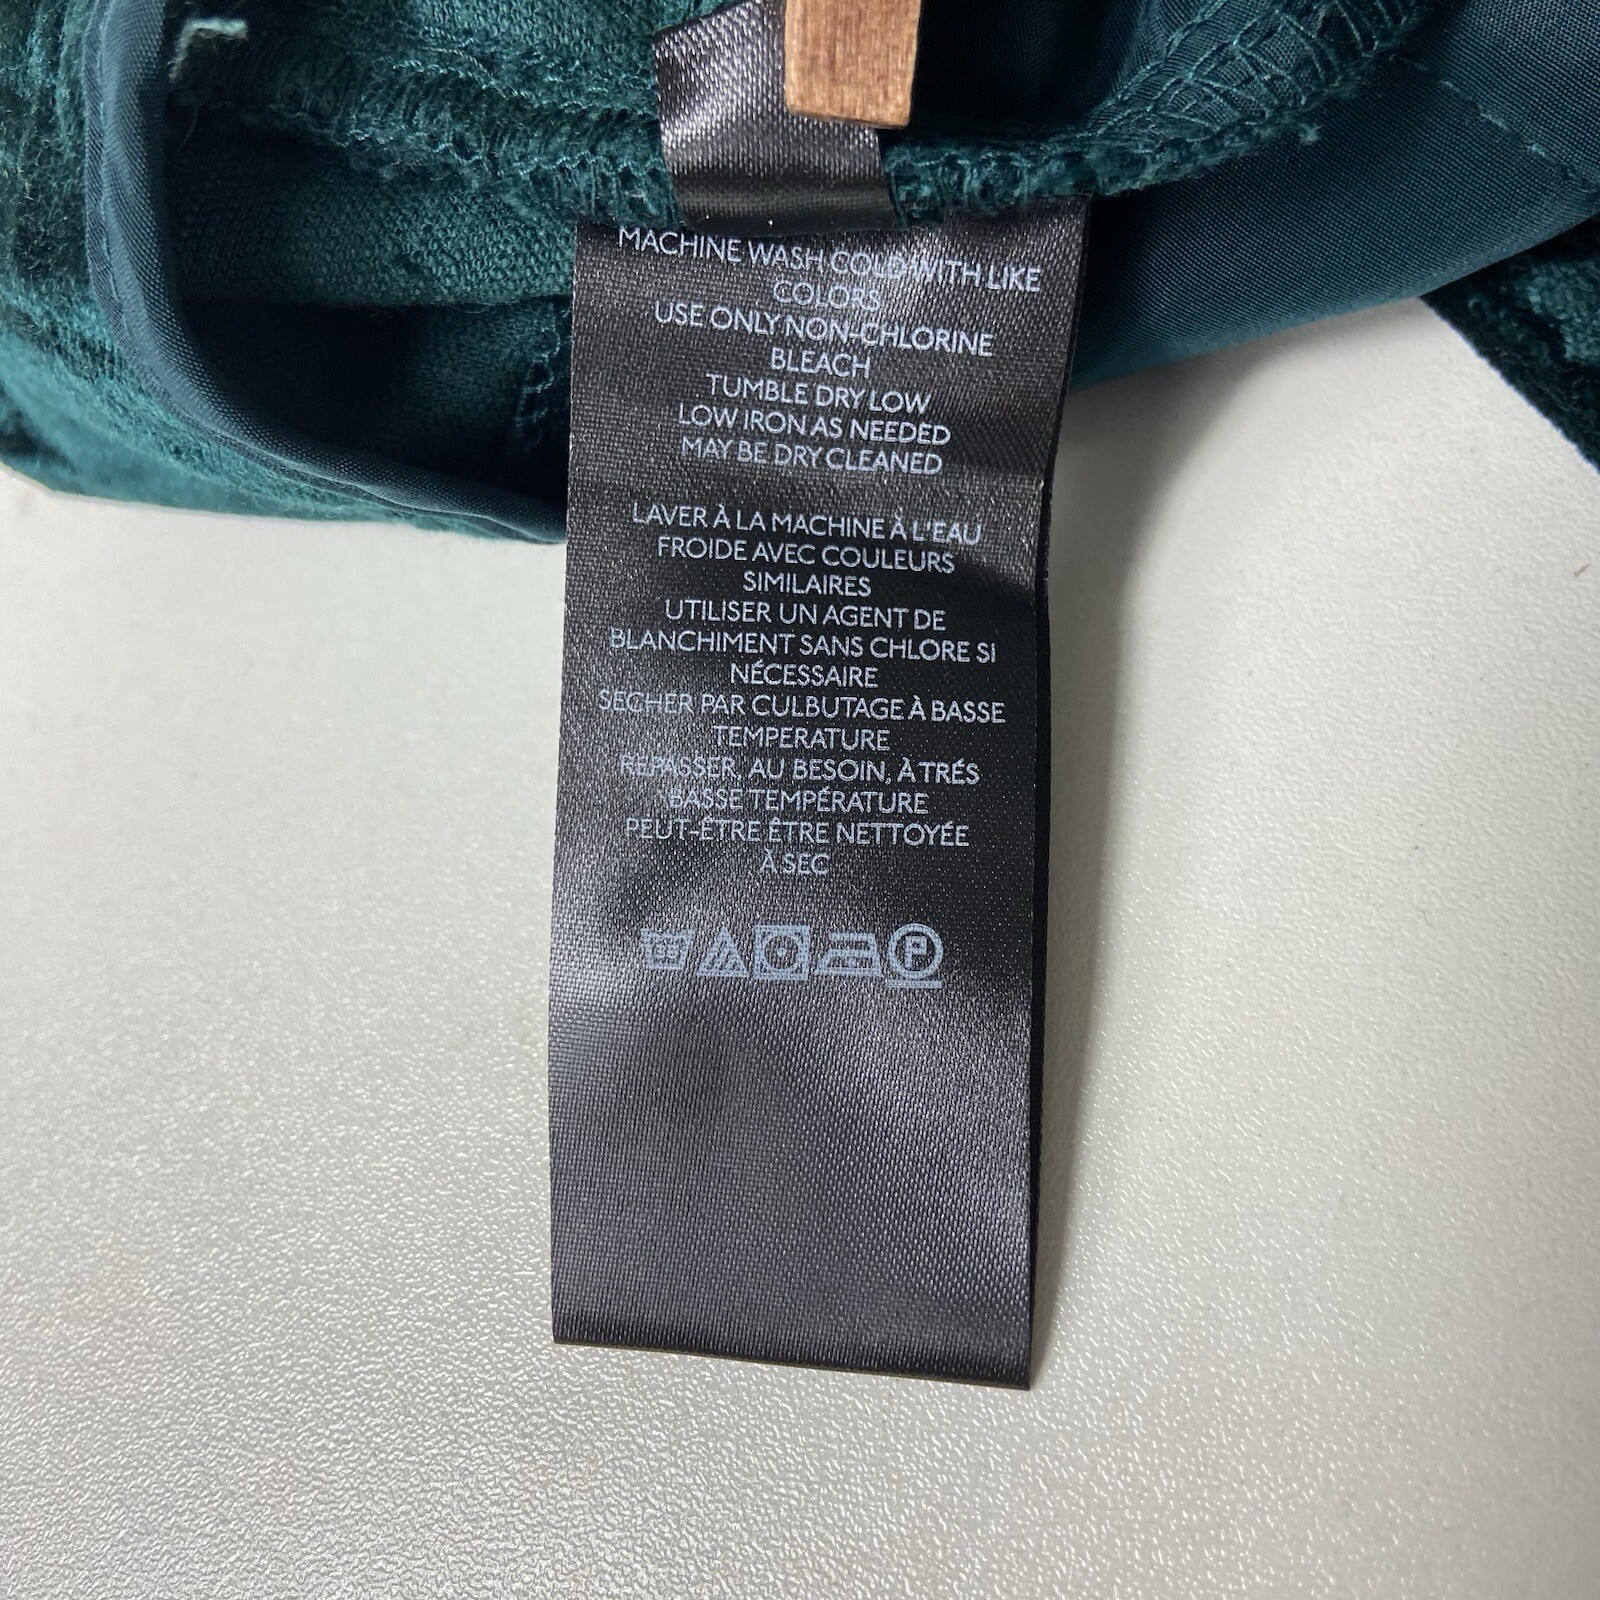 MACHINE WASH COLD WITH LIKE
COLORS
USE ONLY NON-CHLORINE
BLEACH
TUMBLE DRY LOW
LOW IRON AS NEEDED
MAY BE DRY CLEANED
LAVER À LA MACHINE À L'EAU
FROIDE AVEC COULEURS
SIMILAIRES
UTILISER UN AGENT DE
BLANCHIMENT SANS CHLORE SI
NÉCESSAIRE
SECHER PAR CULBUTAGE À BASSE
TEMPERATURE
REPASSER, AU BESOIN, À TRÉS
BASSE TEMPÉRATURE
PEUT-ÊTRE ÊTRE NETTOYÉE
À SEC
P